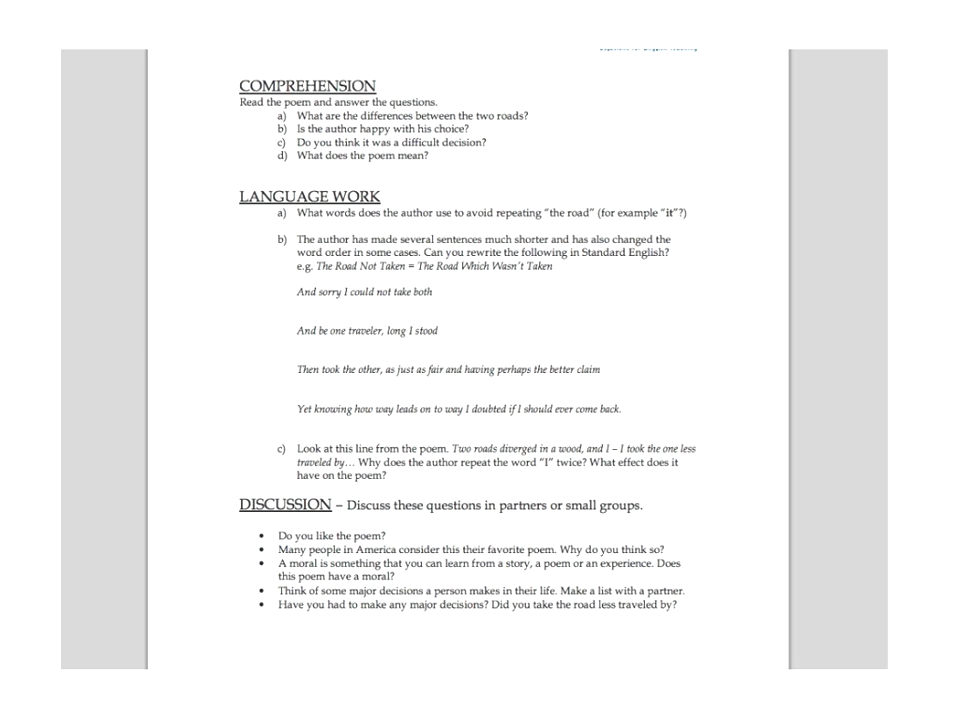 COMPREHENSION
Read the poem and answer the questions.
a) What are the differences between the two roads?
b) Is the author happy with his choice?
c) Do you think it was a difficult decision?
d) What does the poem mean?
LANGUAGE WORK
a) What words does the author use to avoid repeating “the road” (for example “it”?)
b) The author has made several sentences much shorter and has also changed the
word order in some cases. Can you rewrite the following in Standard English?
e.g. The Road Not Taken = The Road Which Wasn’t Taken
And sorry I could not take both
And be one traveler, long I stood
Then took the other, as just as fair and having perhaps the better claim
Yet knowing how way leads on to way I doubted if I should ever come back.
c) Look at this line from the poem. Two roads diverged in a wood, and I – I took the one less
traveled by… Why does the author repeat the word “I” twice? What effect does it
have on the poem?
DISCUSSION – Discuss these questions in partners or small groups.
• Do you like the poem?
• Many people in America consider this their favorite poem. Why do you think so?
• A moral is something that you can learn from a story, a poem or an experience. Does
this poem have a moral?
• Think of some major decisions a person makes in their life. Make a list with a partner.
• Have you had to make any major decisions? Did you take the road less traveled by?